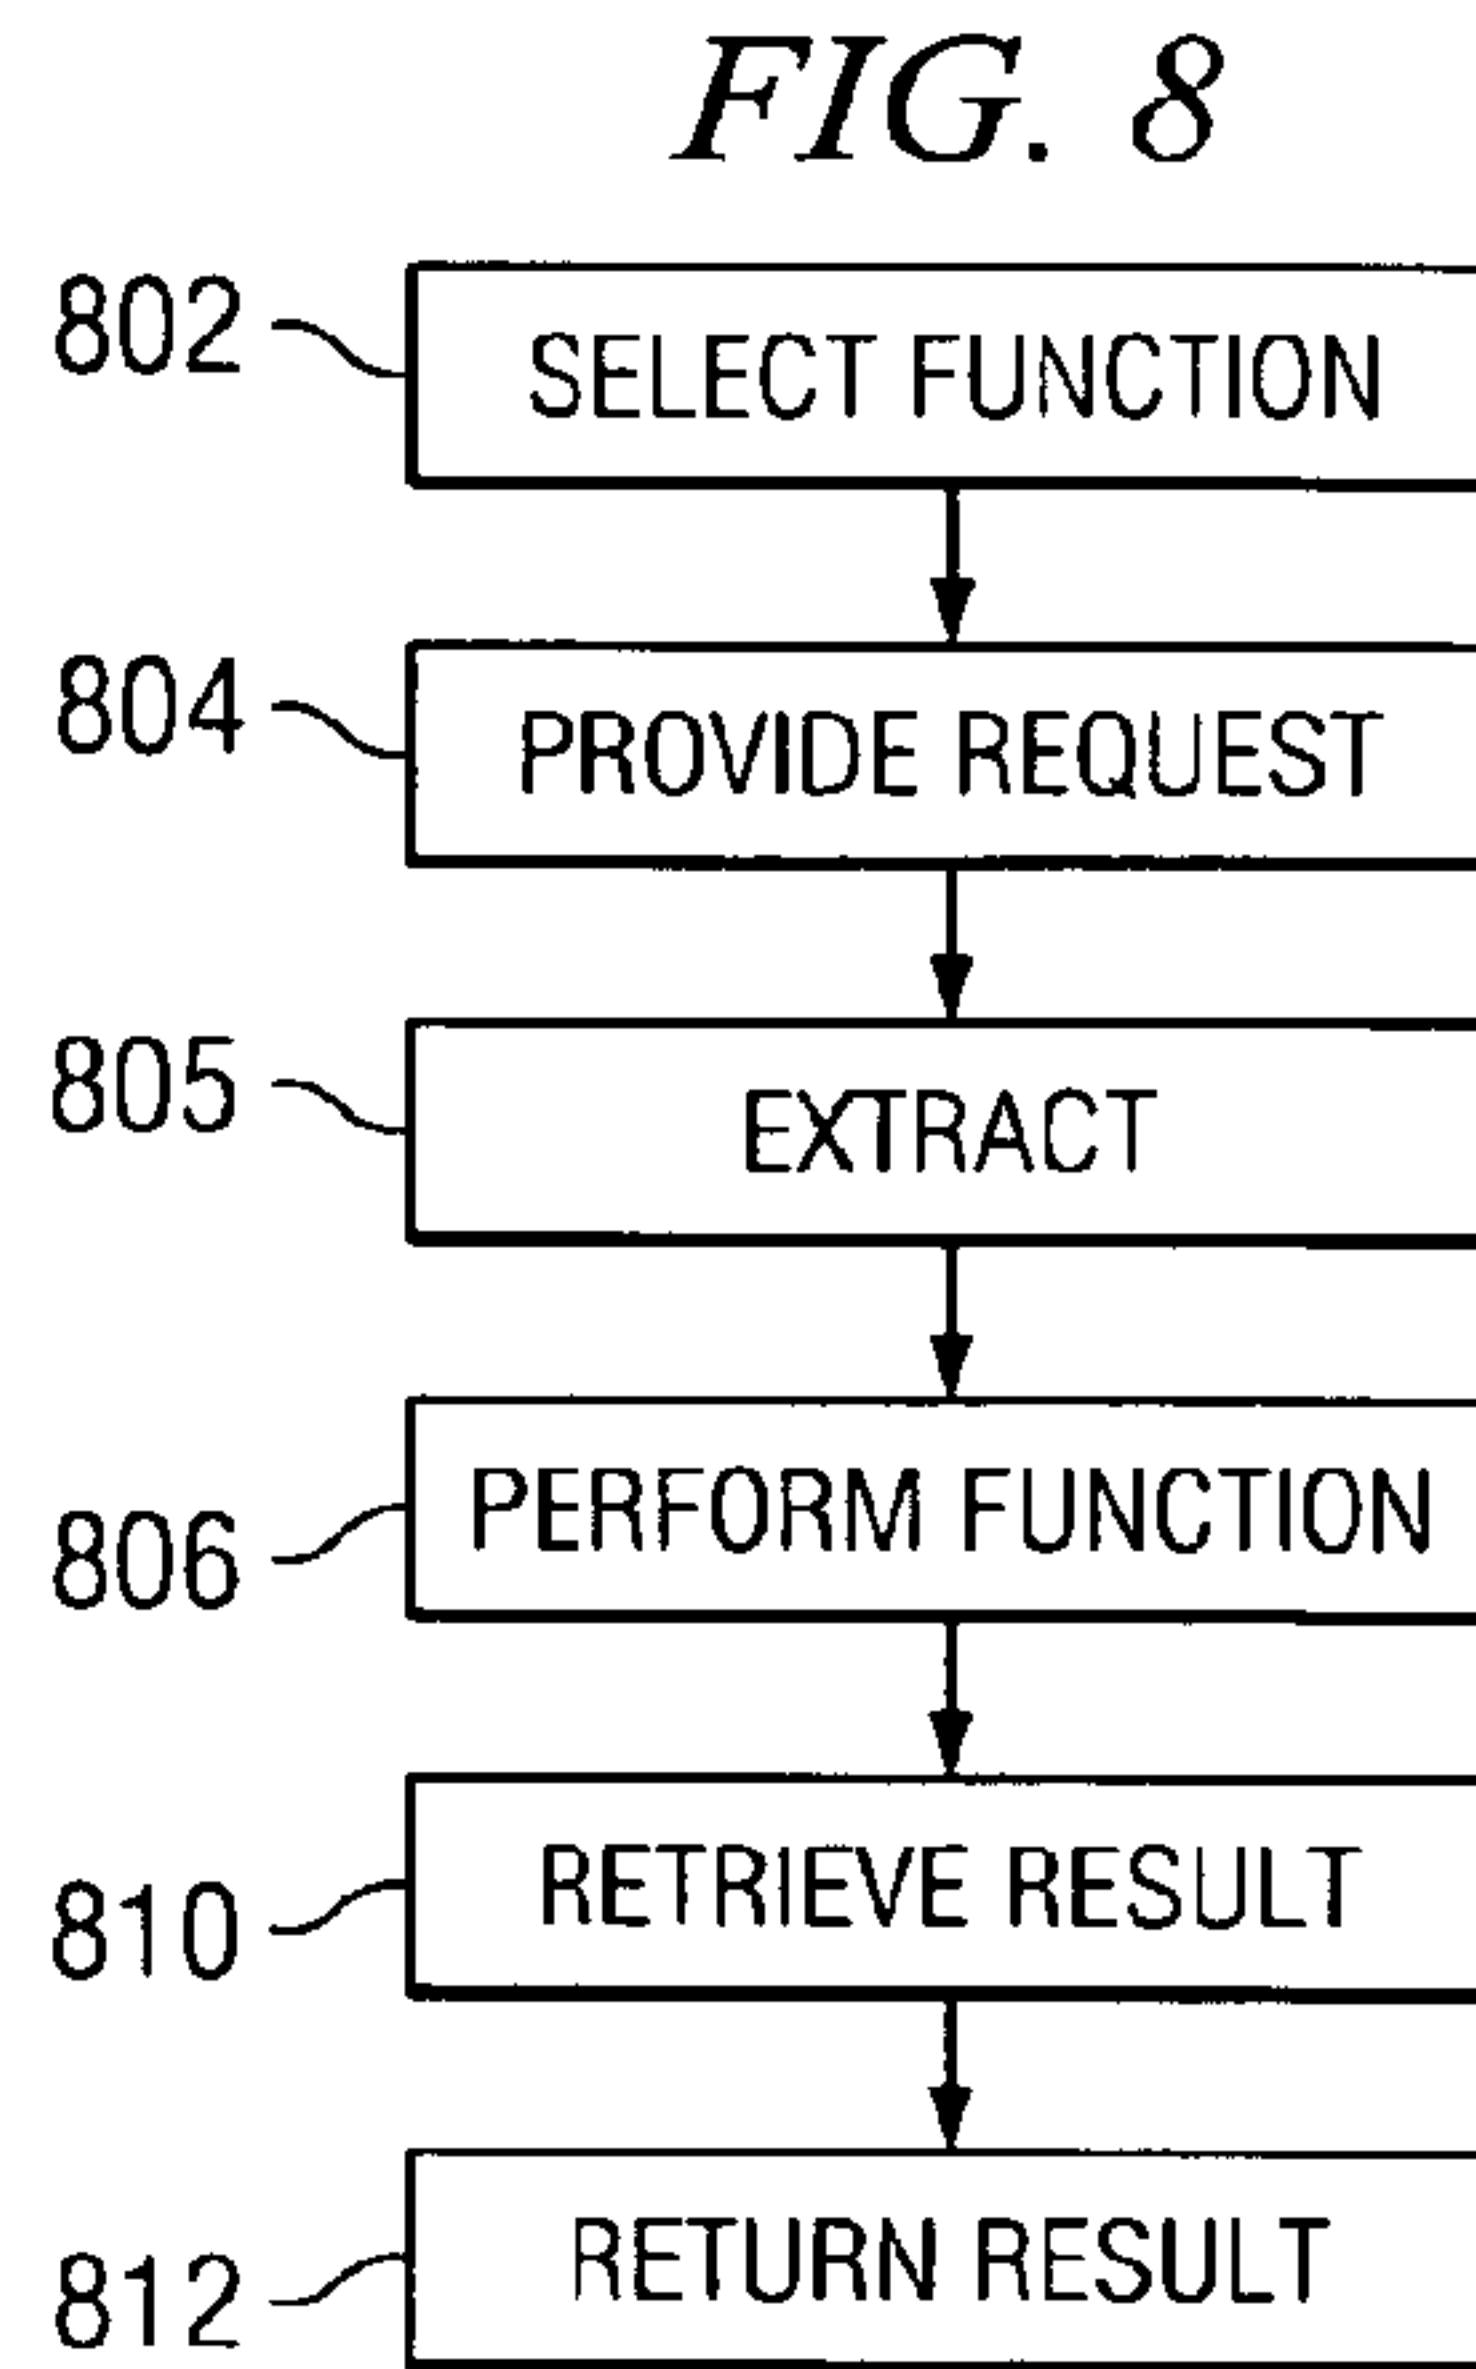 FIG. 8
802 SELECT FUNCTION
804 PROVIDE REQUEST
805 EXTRACT
806 PERFORM FUNCTION
810 RETRIEVE RESULT
812 RETURN RESULT